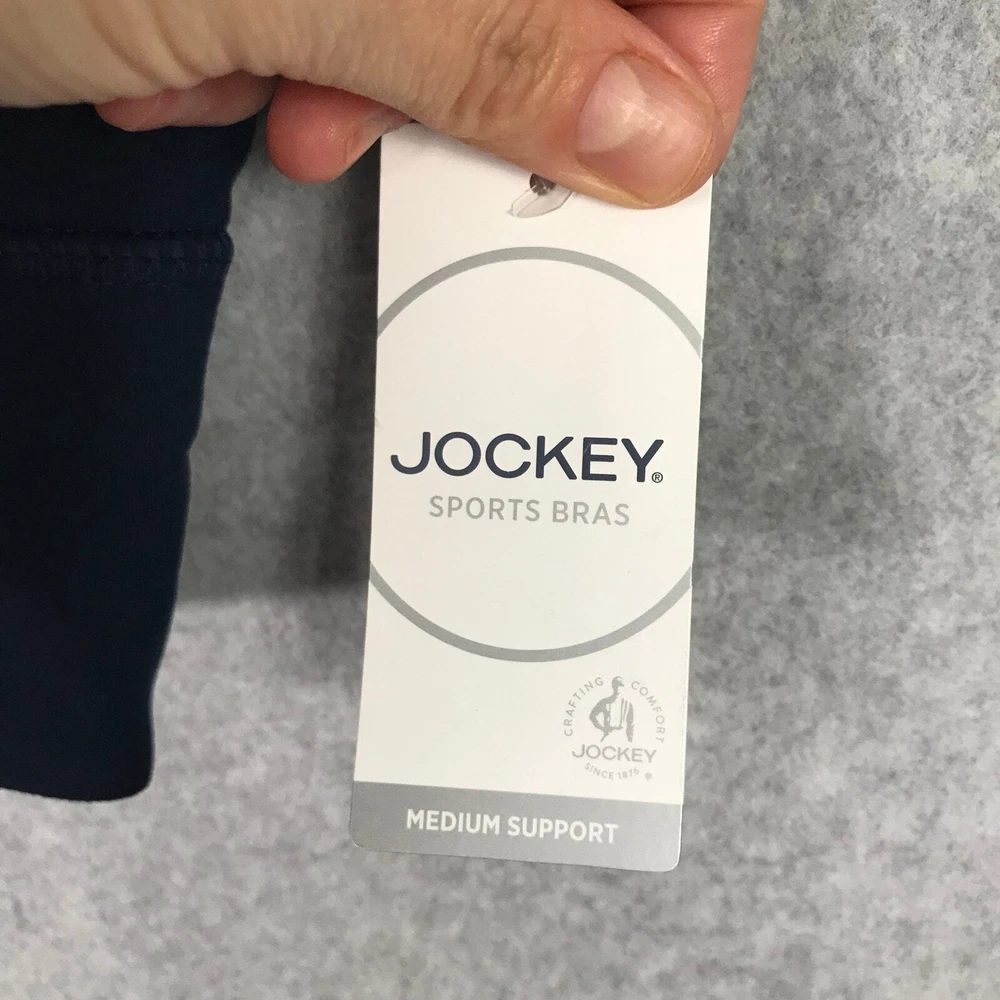 JOCKEY®
SPORTS BRAS
CRAFTING COMFORT
JOCKEY
SINCE 1876 ®
MEDIUM SUPPORT